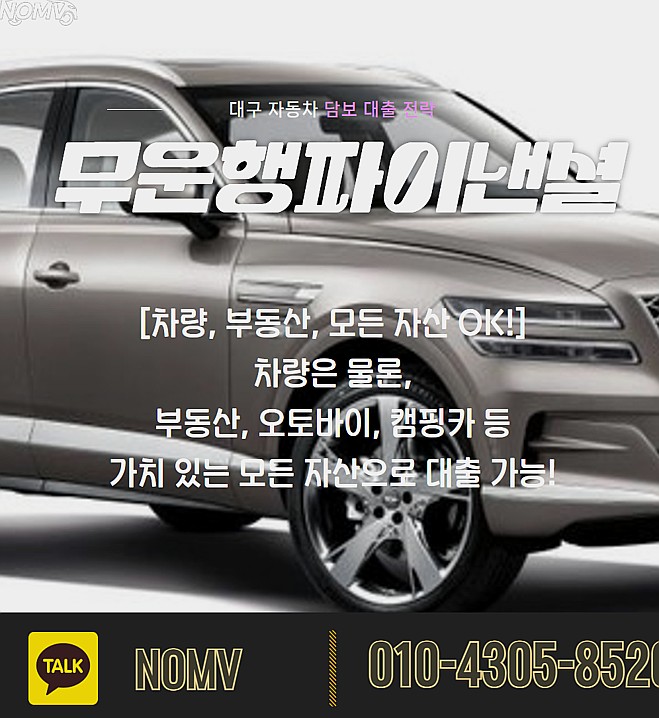 NOMV
대구 자동차 담보 대출 전략
무운행파이낸셜
[차량, 부동산, 모든 자산 OK!]
차량은 물론,
부동산, 오토바이, 캠핑카 등
가치 있는 모든 자산으로 대출 가능!
TALK
NOMV
010-4305-8520